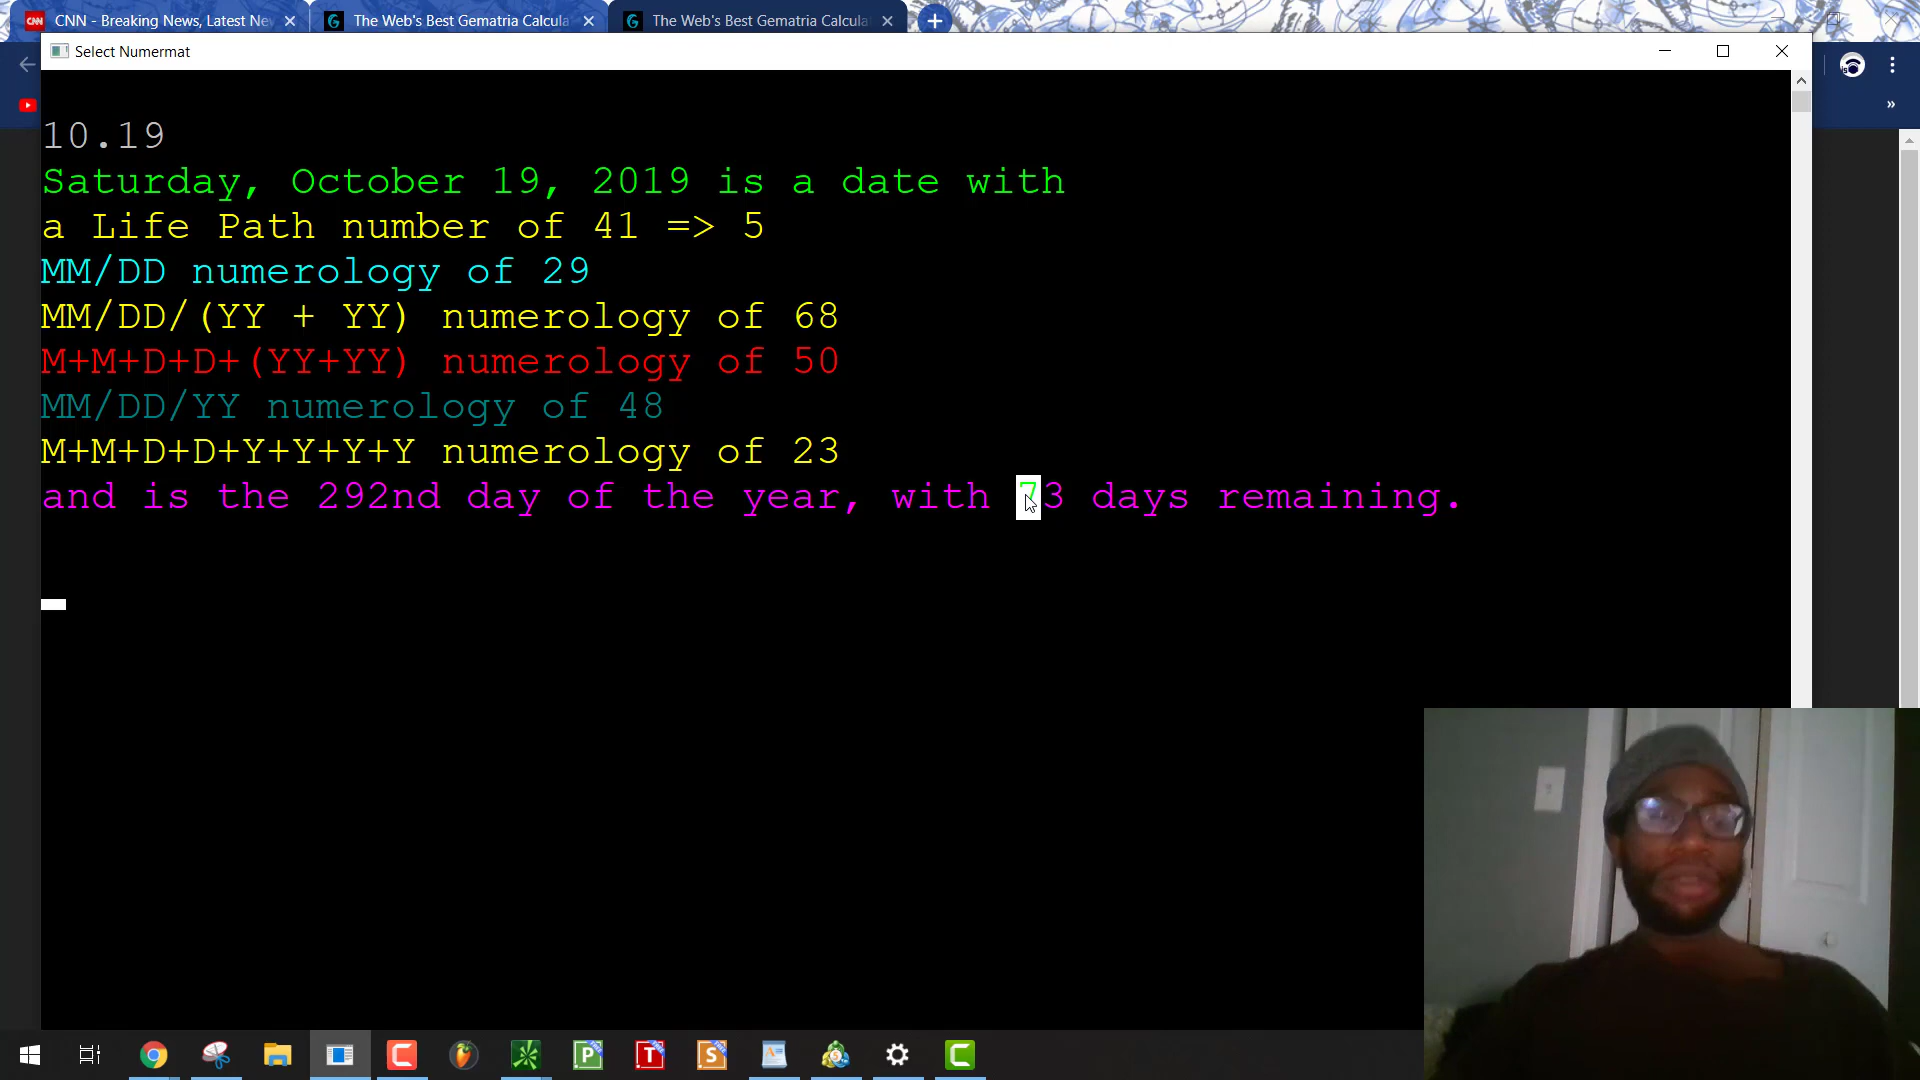 CNN - Breaking News, Latest Ne
The Web's Best Gematria Calcula
The Web's Best Gematria Calcula
Select Numermat
10.19
Saturday, October 19, 2019 is a date with
a Life Path number of 41 => 5
MM/DD numerology of 29
MM/DD/(YY + YY) numerology of 68
M+M+D+D+(YY+YY) numerology of 50
MM/DD/YY numerology of 48
M+M+D+D+Y+Y+Y+Y numerology of 23
and is the 292nd day of the year, with 73 days remaining.